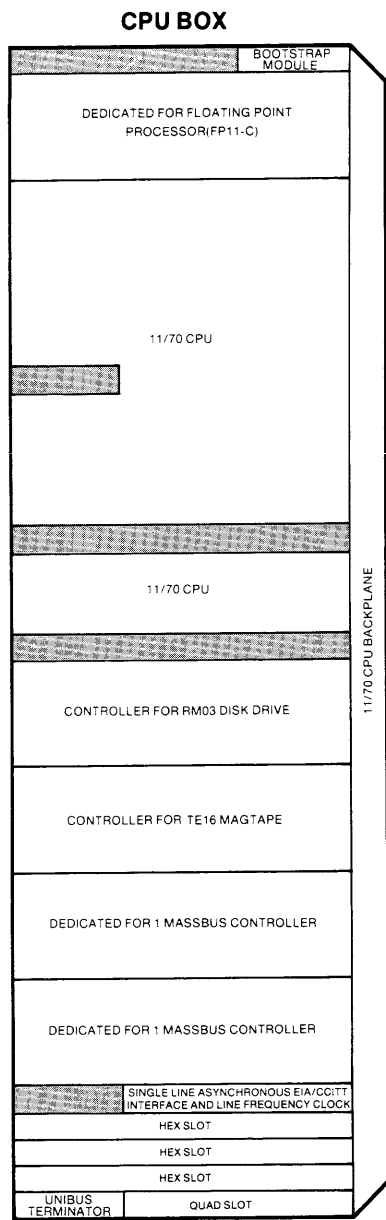 CPU BOX
BOOTSTRAP
MODULE
DEDICATED FOR FLOATING POINT
PROCESSOR(FP11-C)
11/70 CPU
11/70 CPU
11/70 CPU BACKPLANE
CONTROLLER FOR RM03 DISK DRIVE
CONTROLLER FOR TE16 MAGTAPE
DEDICATED FOR 1 MASSBUS CONTROLLER
DEDICATED FOR 1 MASSBUS CONTROLLER
SINGLE LINE ASYNCHRONOUS EIA/CCITT
INTERFACE AND LINE FREQUENCY CLOCK
HEX SLOT
HEX SLOT
HEX SLOT
UNIBUS
TERMINATOR
QUAD SLOT